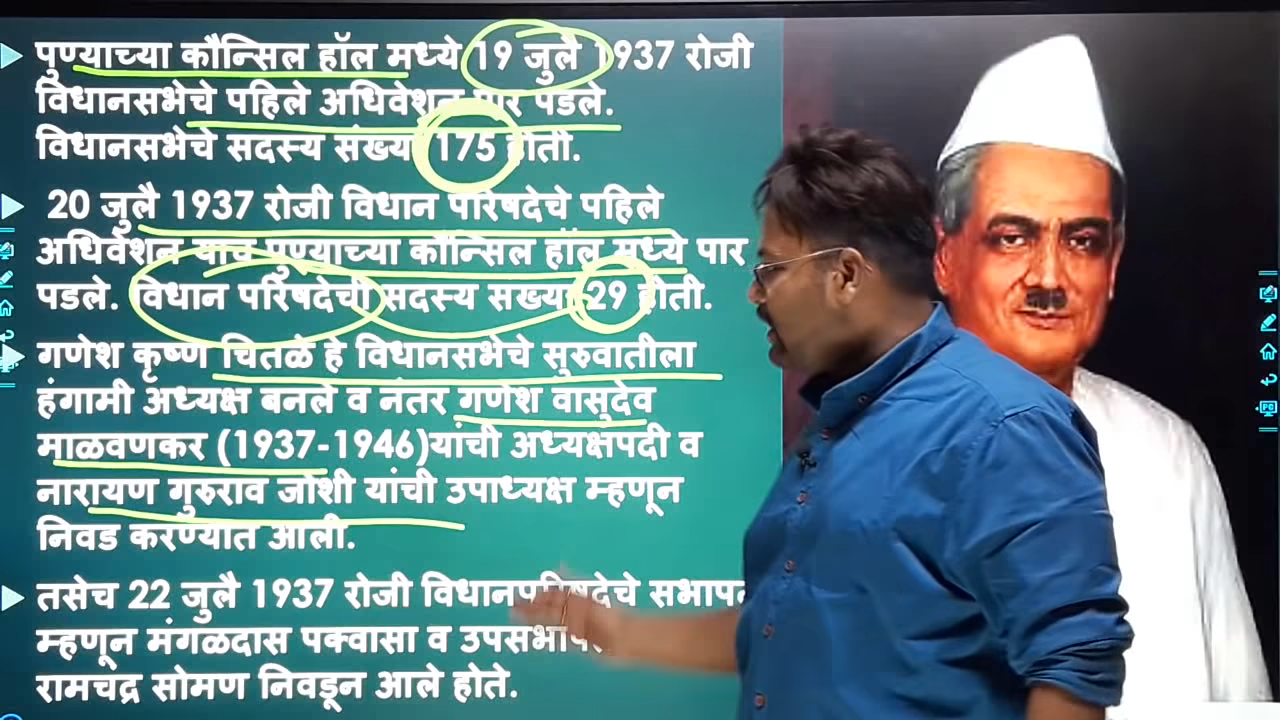 पुण्याच्या कौन्सिल हॉल मध्ये 19 जुलै 1937 रोजी
विधानसभेचे पहिले अधिवेशन पार पडले.
विधानसभेचे सदस्य संख्या 175 होती.
20 जुलै 1937 रोजी विधान परिषदेचे पहिले
अधिवेशन याच पुण्याच्या कौन्सिल हॉल मध्ये पार
पडले. विधान परिषदेची सदस्य संख्या 29 होती.
गणेश कृष्ण चितळे हे विधानसभेचे सुरुवातीला
हंगामी अध्यक्ष बनले व नंतर गणेश वासुदेव
माळवणकर (1937-1946)यांची अध्यक्षपदी व
नारायण गुरुराव जोशी यांची उपाध्यक्ष म्हणून
निवड करण्यात आली.
तसेच 22 जुलै 1937 रोजी विधानपरिषदेचे
म्हणून मंगळदास पक्वासा व
रामचंद्र सोमण निवडून आले होते.